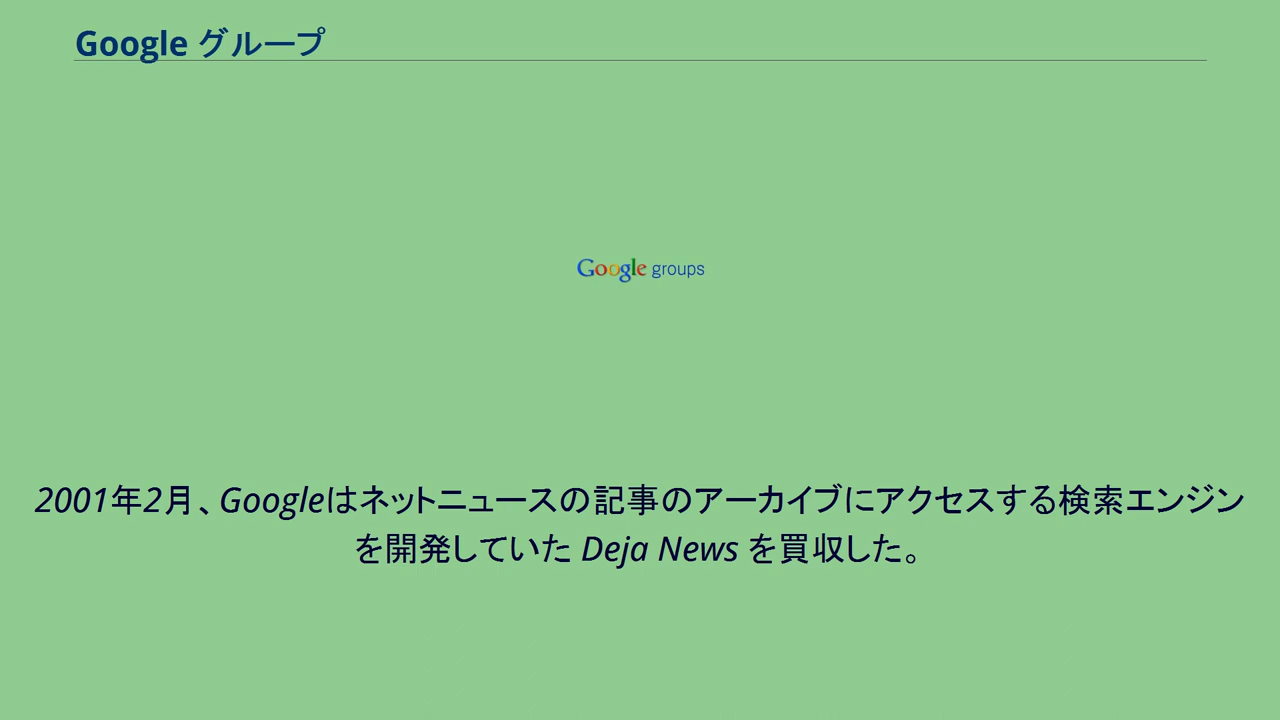 Google グループ
Google groups
2001年2月、Googleはネットニュースの記事のアーカイブにアクセスする検索エンジン
を開発していた Deja News を買収した。